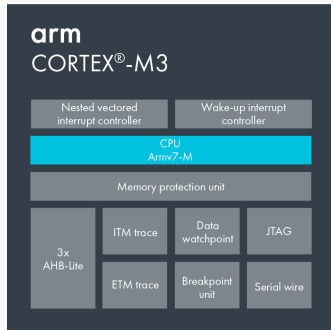 arm
CORTEX®-M3
Nested vectored
interrupt controller
Wake-up interrupt
controller
CPU
Armv7-M
Memory protection unit
3x
AHB-Lite
ITM trace
Data
watchpoint
JTAG
ETM trace
Breakpoint
unit
Serial wire